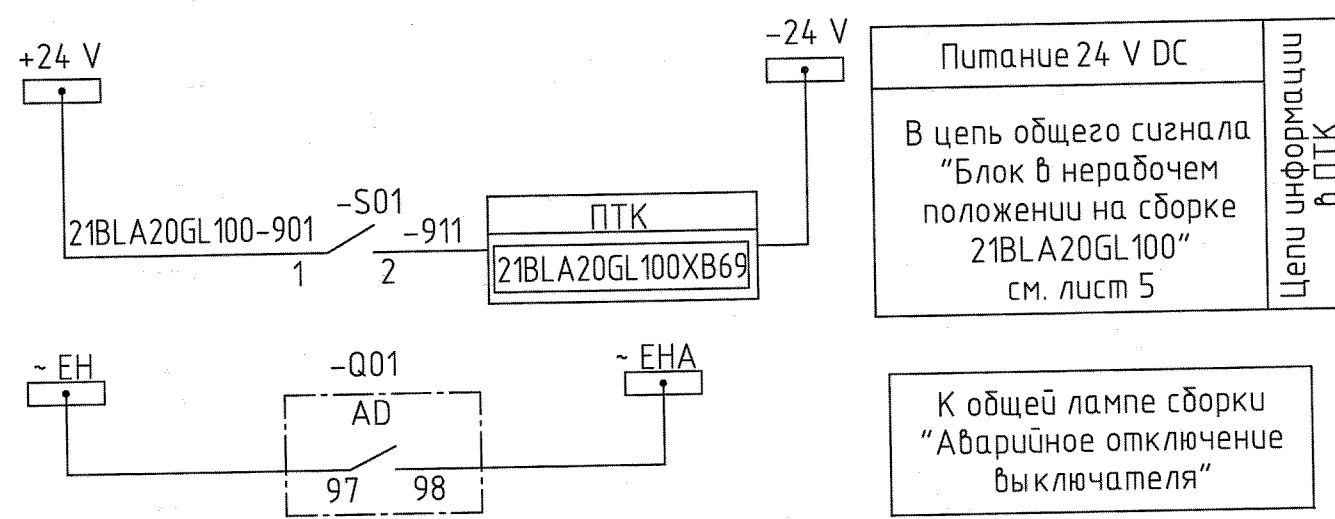 +24 V
-24 V
21BLA20GL100-901
-S01
-911
1
2
ПТК
21BLA20GL100XB69
Питание 24 V DC
В цепь общего сигнала
"Блок в нерабочем
положении на сборке
21BLA20GL100"
см. лист 5
Цепи информации
в ПТК
~ EH
-Q01
~ EHA
AD
97
98
К общей лампе сборки
"Аварийное отключение
выключателя"